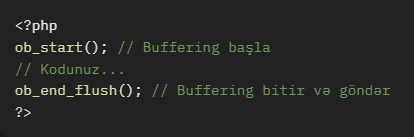 <?php
ob_start(); // Buffering başla
// Kodunuz...
ob_end_flush(); // Buffering bitir və göndər
?>